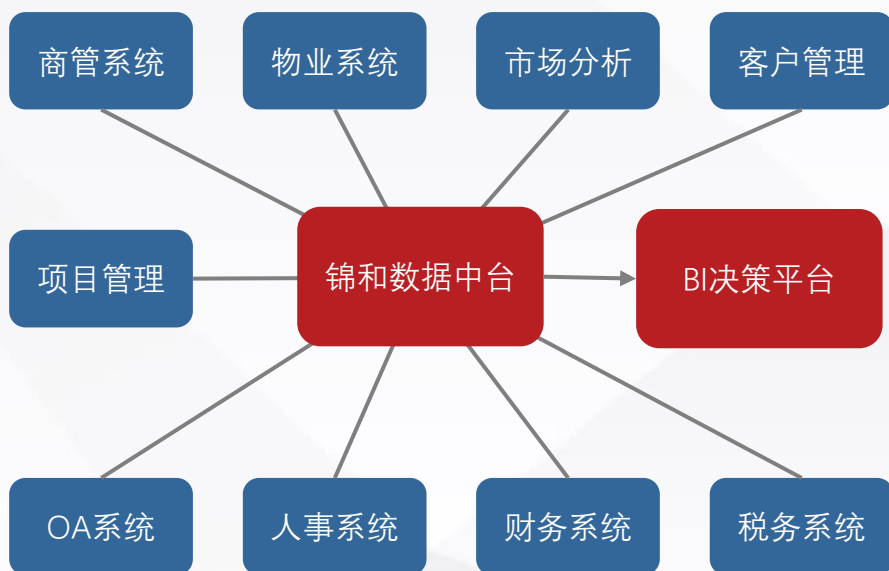 商管系统
物业系统
市场分析
客户管理
项目管理
锦和数据中台
BI决策平台
OA系统
人事系统
财务系统
税务系统